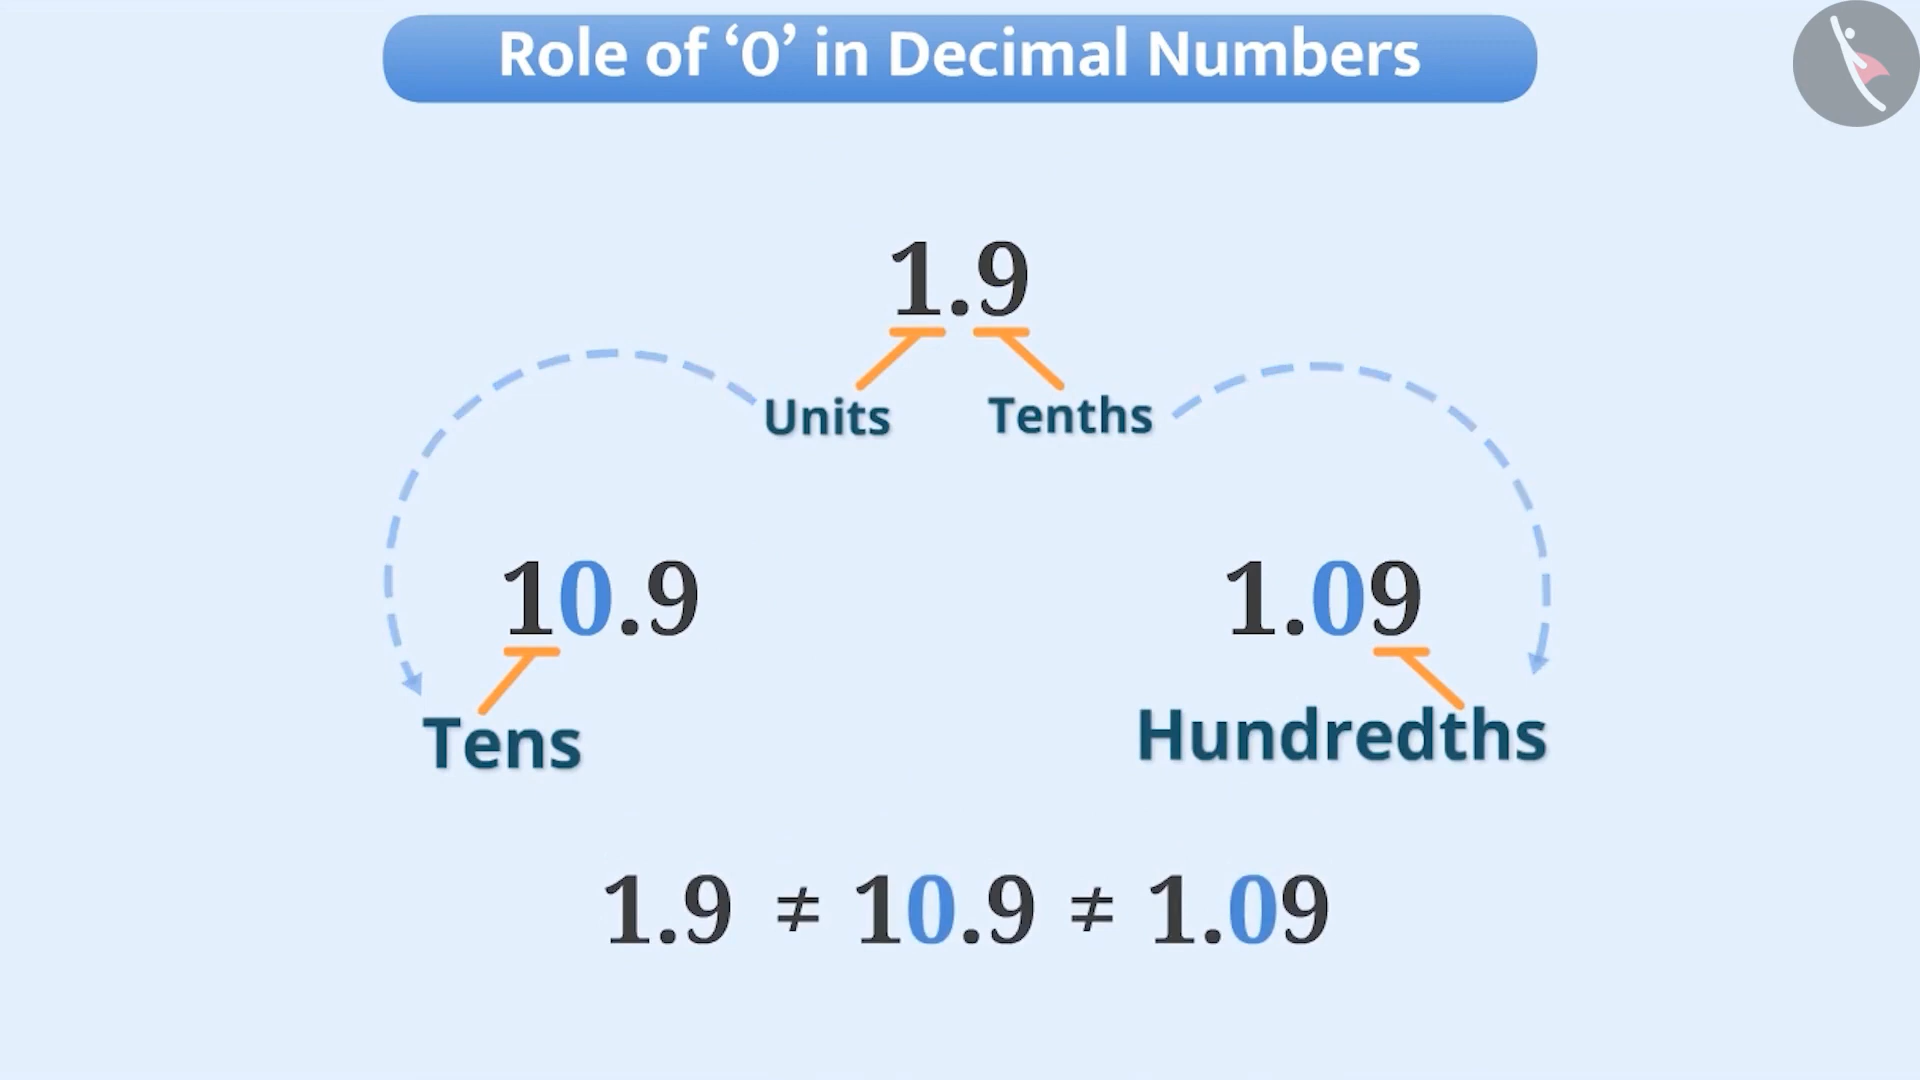 Role of ‘0’ in Decimal Numbers
1.9
Units Tenths
10.9 1.09
Tens Hundredths
1.9 ≠ 10.9 ≠ 1.09